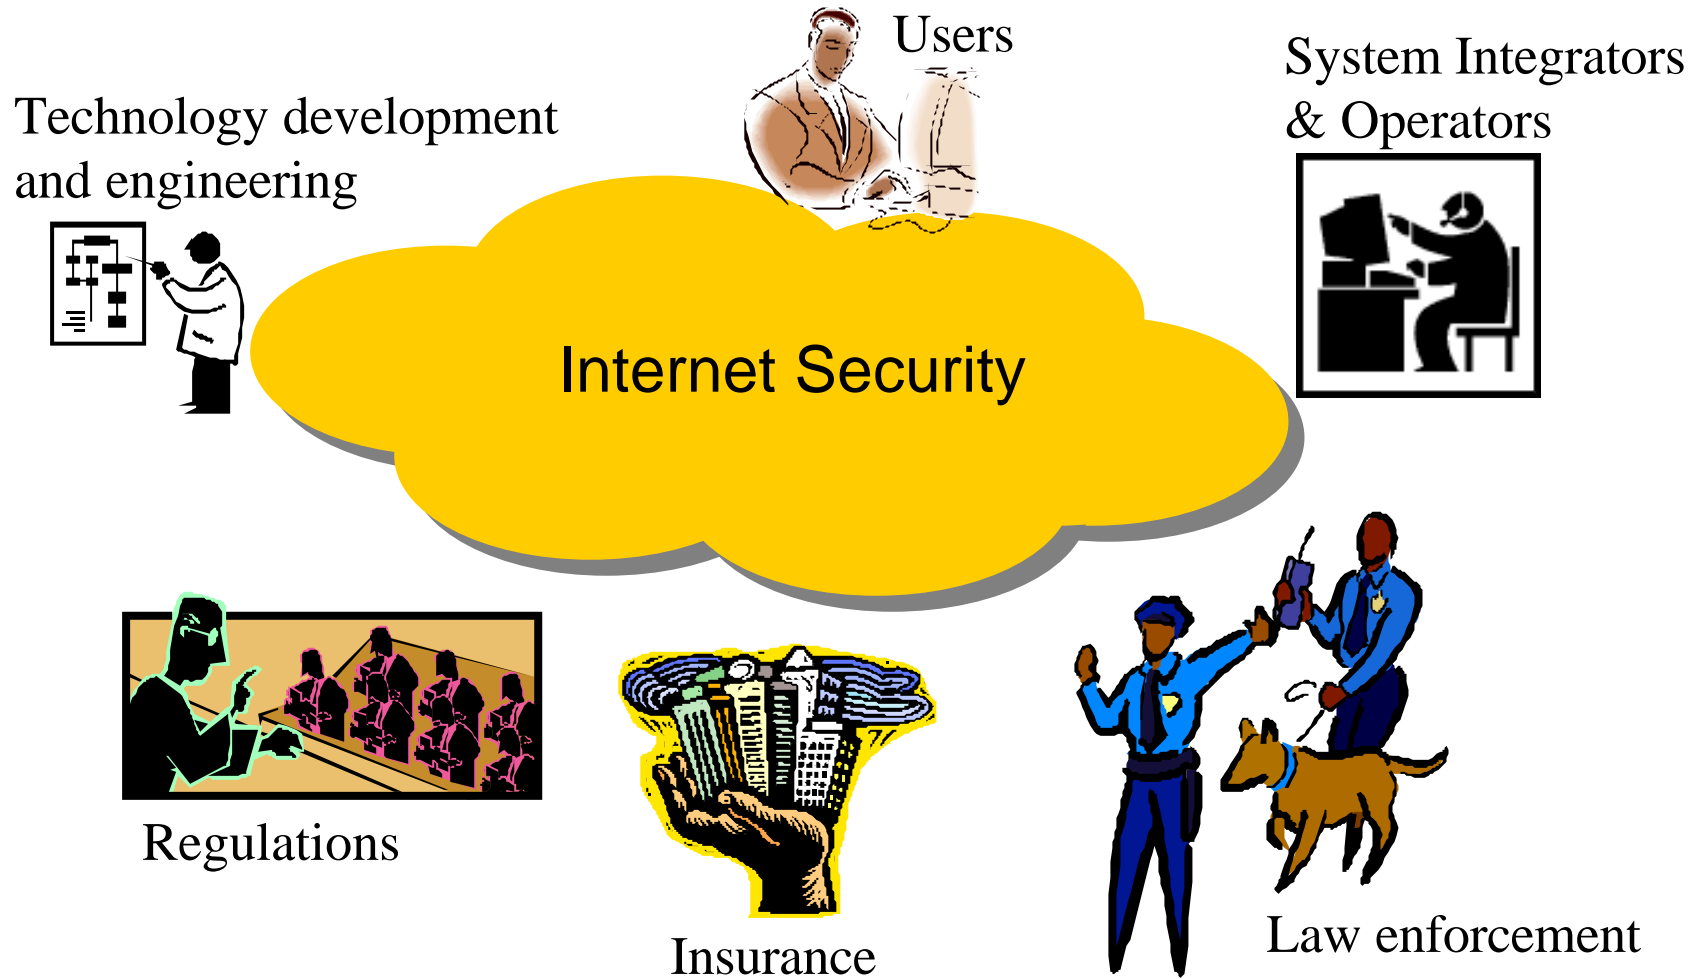 Users
System Integrators
& Operators
Technology development
and engineering
Internet Security
Regulations
Insurance
Law enforcement